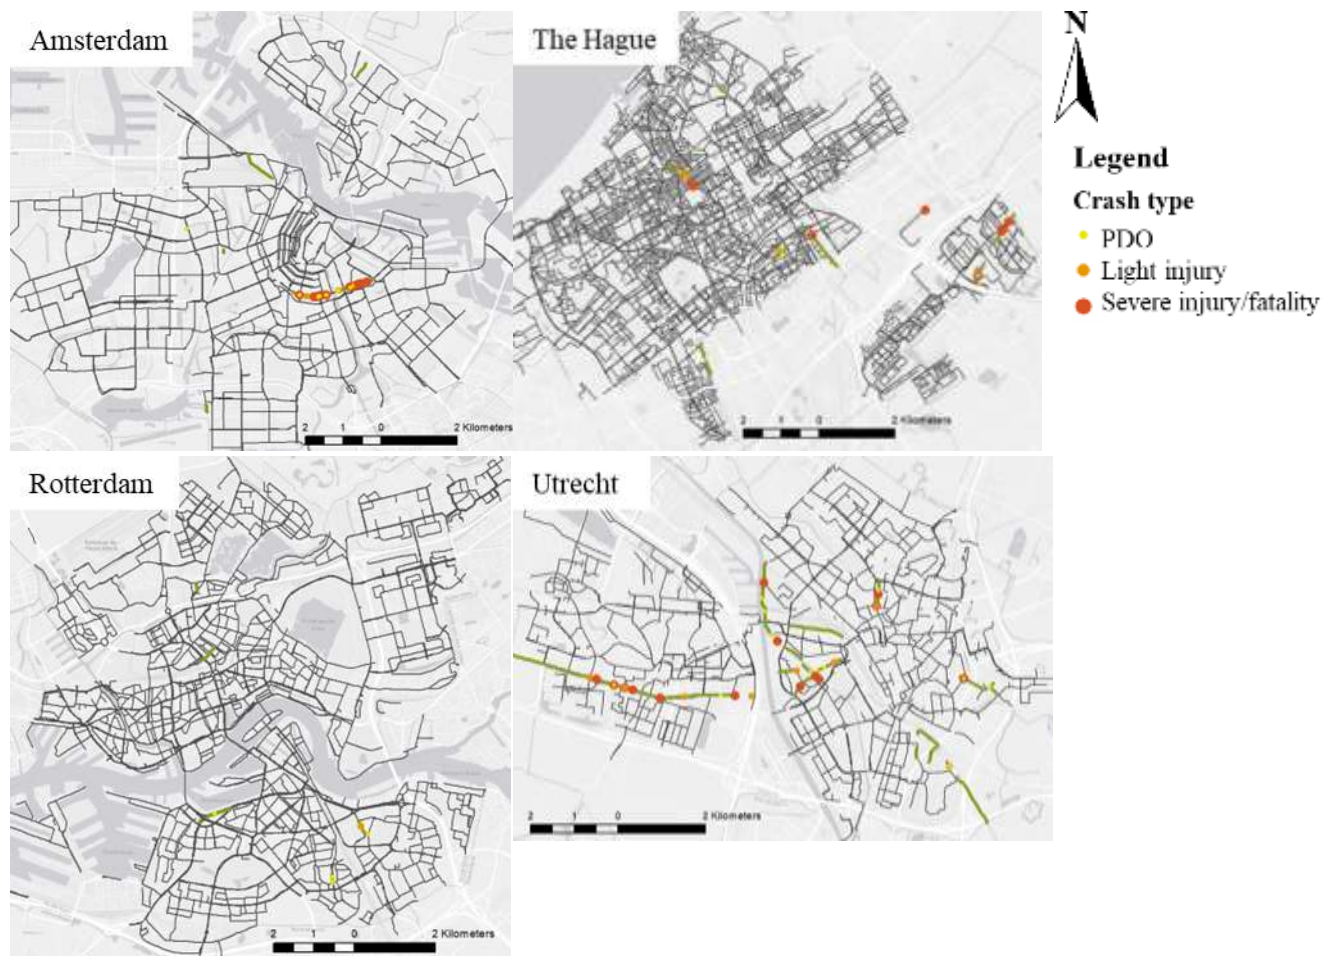 Amsterdam
2 1 0 2 Kilometers
The Hague
2 1 0 2 Kilometers
N
Legend
Crash type
PDO
Light injury
Severe injury/fatality
Rotterdam
2 1 0 2 Kilometers
Utrecht
2 1 0 2 Kilometers